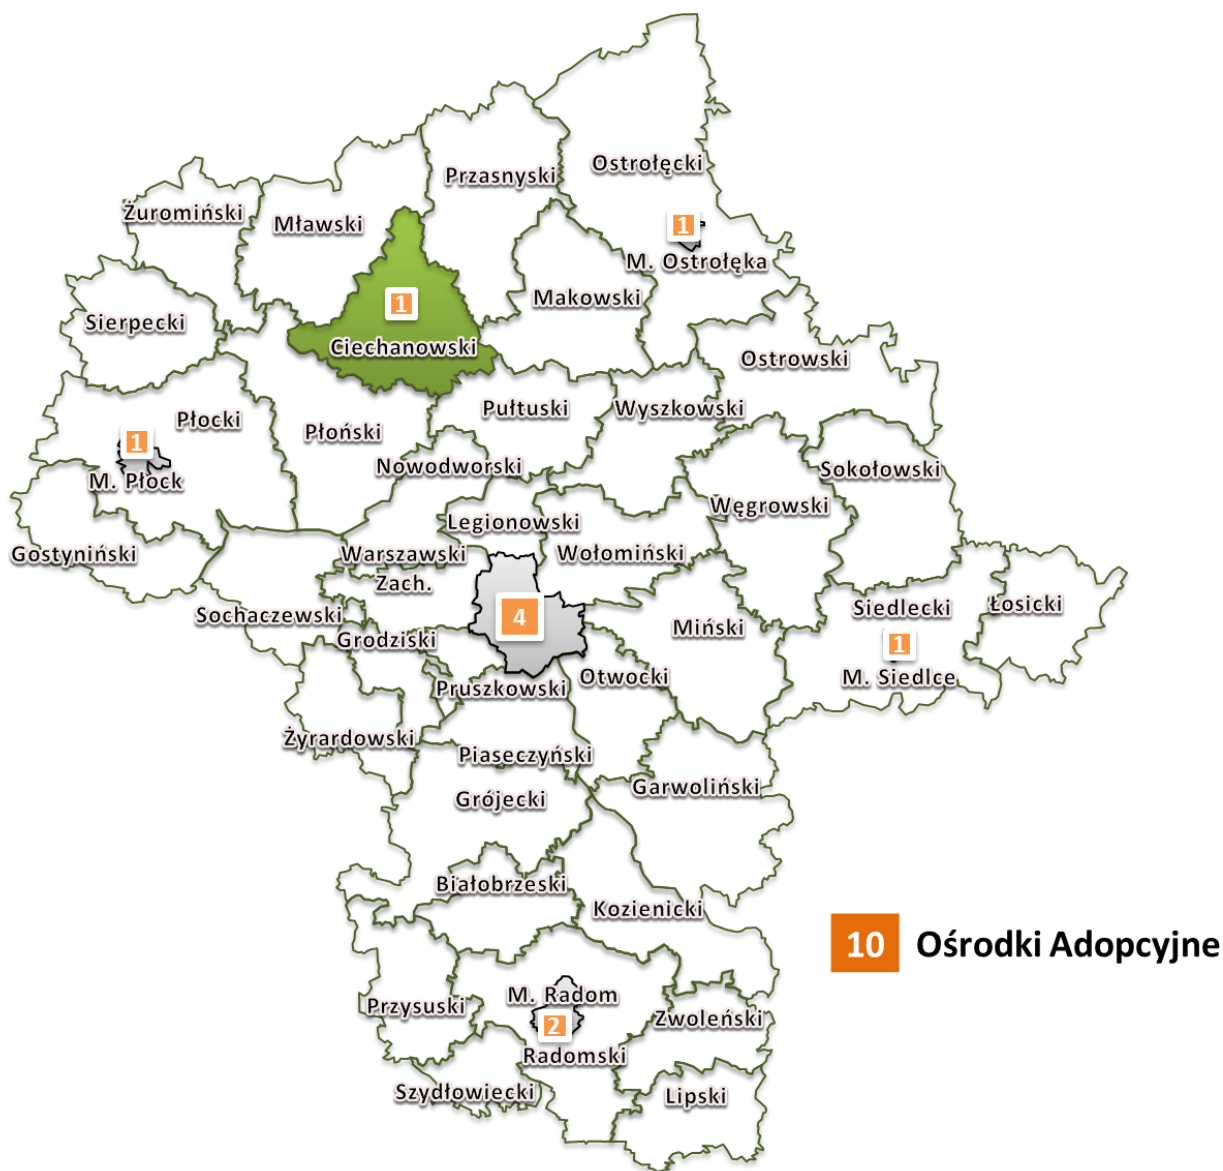 Ostrołęcki
Przasnyski
Żuromiński
Mławski
1
M. Ostrołęka
Makowski
1
Sierpecki
Ciechanowski
Ostrowski
Płocki
Pułtuski
Wyszkowski
Płoński
1
M. Płock
Nowodworski
Sokołowski
Węgrowski
Legionowski
Gostyniński
Warszawski
Zach.
Wołomiński
Sochaczewski
4
Siedlecki
Łosicki
Miński
Grodziski
1
M. Siedlce
Otwocki
Pruszkowski
Żyrardowski
Piaseczyński
Garwoliński
Grójecki
Białobrzeski
Kozienicki
10 Ośrodki Adopcyjne
M. Radom
Przysuski
2
Zwoleński
Radomski
Szydłowiecki
Lipski